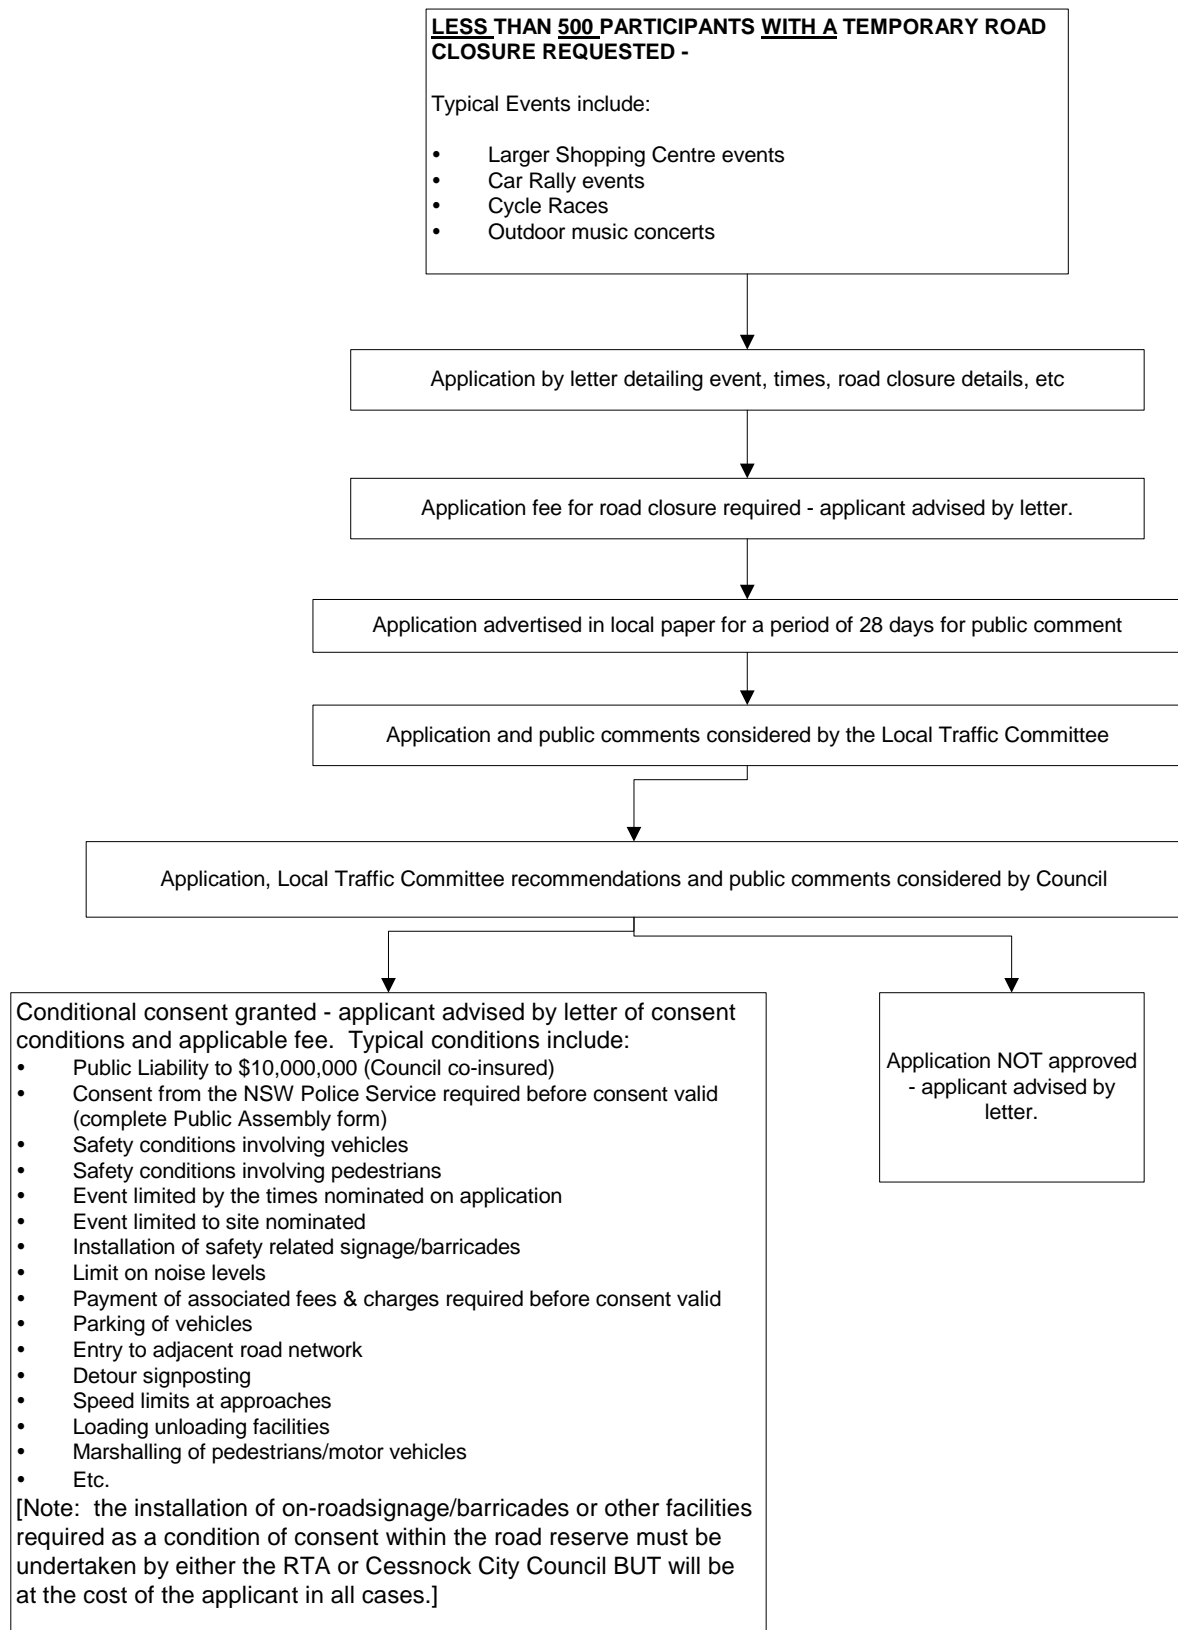 LESS THAN 500 PARTICIPANTS WITH A TEMPORARY ROAD
CLOSURE REQUESTED -
Typical Events include:
• Larger Shopping Centre events
• Car Rally events
• Cycle Races
• Outdoor music concerts
Application by letter detailing event, times, road closure details, etc
Application fee for road closure required - applicant advised by letter.
Application advertised in local paper for a period of 28 days for public comment
Application and public comments considered by the Local Traffic Committee
Application, Local Traffic Committee recommendations and public comments considered by Council
Conditional consent granted - applicant advised by letter of consent
conditions and applicable fee.  Typical conditions include:
• Public Liability to $10,000,000 (Council co-insured)
• Consent from the NSW Police Service required before consent valid
(complete Public Assembly form)
• Safety conditions involving vehicles
• Safety conditions involving pedestrians
• Event limited by the times nominated on application
• Event limited to site nominated
• Installation of safety related signage/barricades
• Limit on noise levels
• Payment of associated fees & charges required before consent valid
• Parking of vehicles
• Entry to adjacent road network
• Detour signposting
• Speed limits at approaches
• Loading unloading facilities
• Marshalling of pedestrians/motor vehicles
• Etc.
[Note:  the installation of on-roadsignage/barricades or other facilities
required as a condition of consent within the road reserve must be
undertaken by either the RTA or Cessnock City Council BUT will be
at the cost of the applicant in all cases.]
Application NOT approved
- applicant advised by
letter.